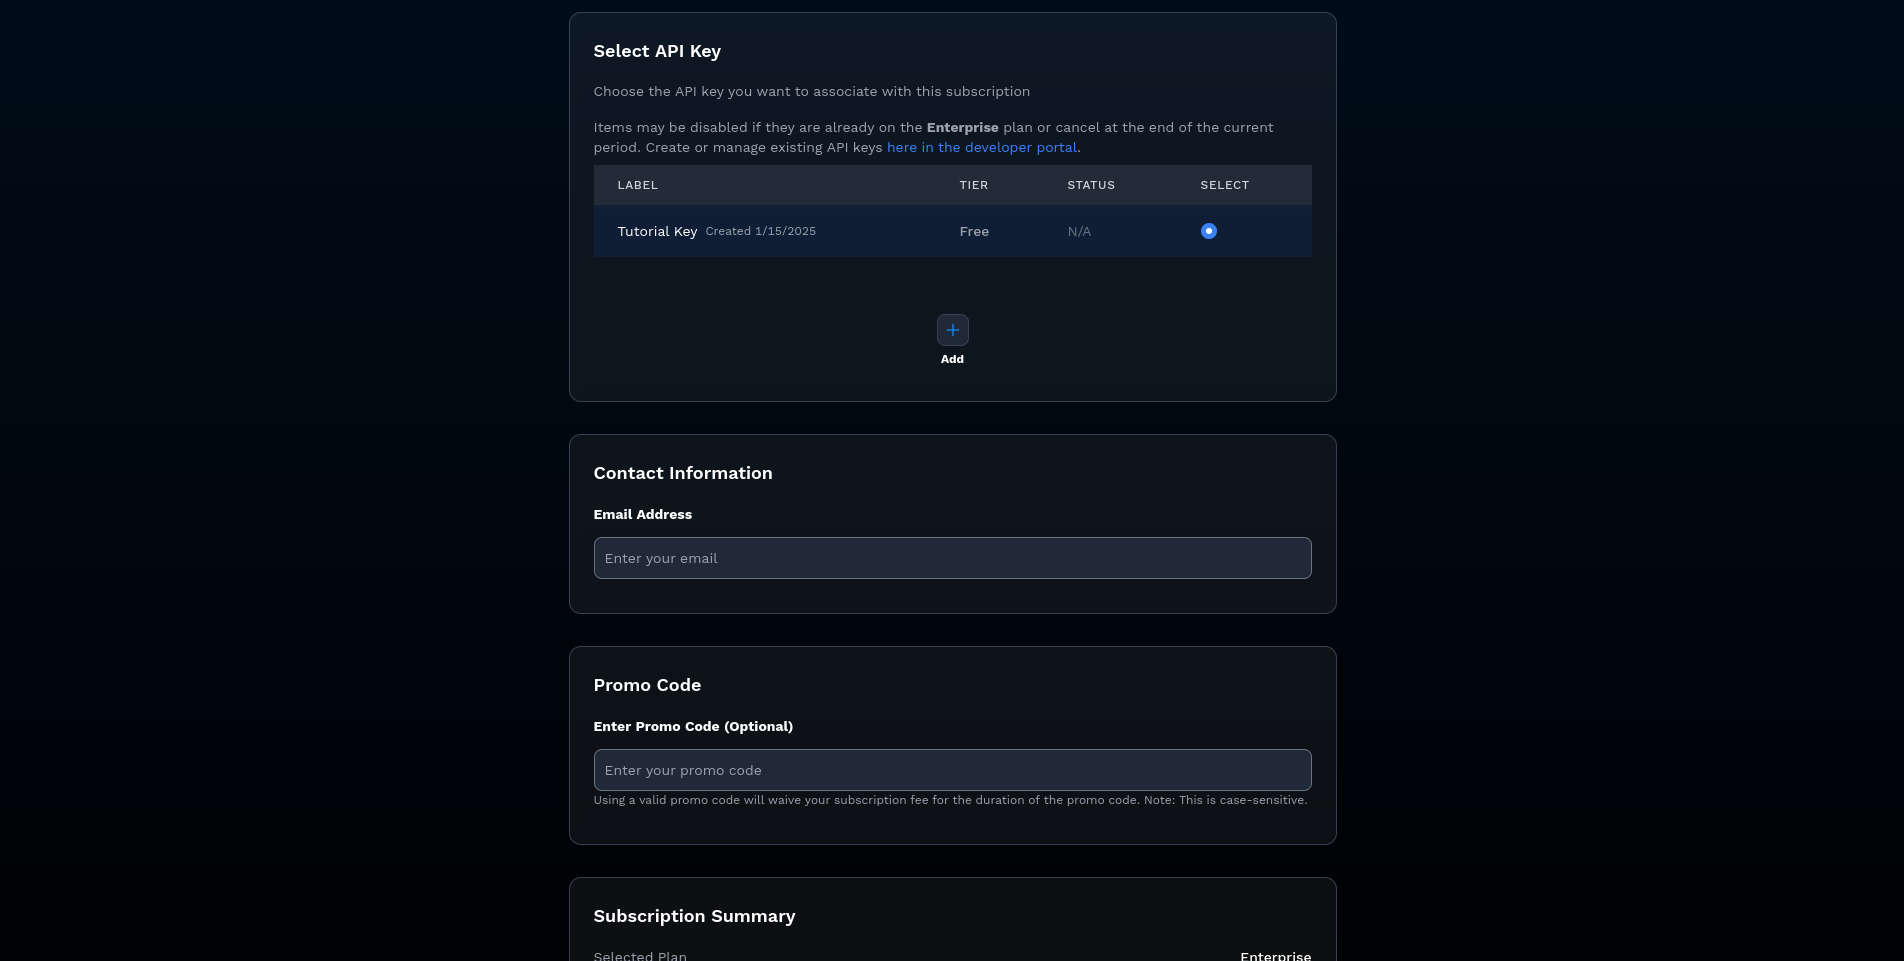 Select API Key
Choose the API key you want to associate with this subscription
Items may be disabled if they are already on the Enterprise plan or cancel at the end of the current
period. Create or manage existing API keys here in the developer portal.
LABEL TIER STATUS SELECT
Tutorial Key Created 1/15/2025 Free N/A
Add
Contact Information
Email Address
Enter your email
Promo Code
Enter Promo Code (Optional)
Enter your promo code
Using a valid promo code will waive your subscription fee for the duration of the promo code. Note: This is case-sensitive.
Subscription Summary
Selected Plan Enterprise